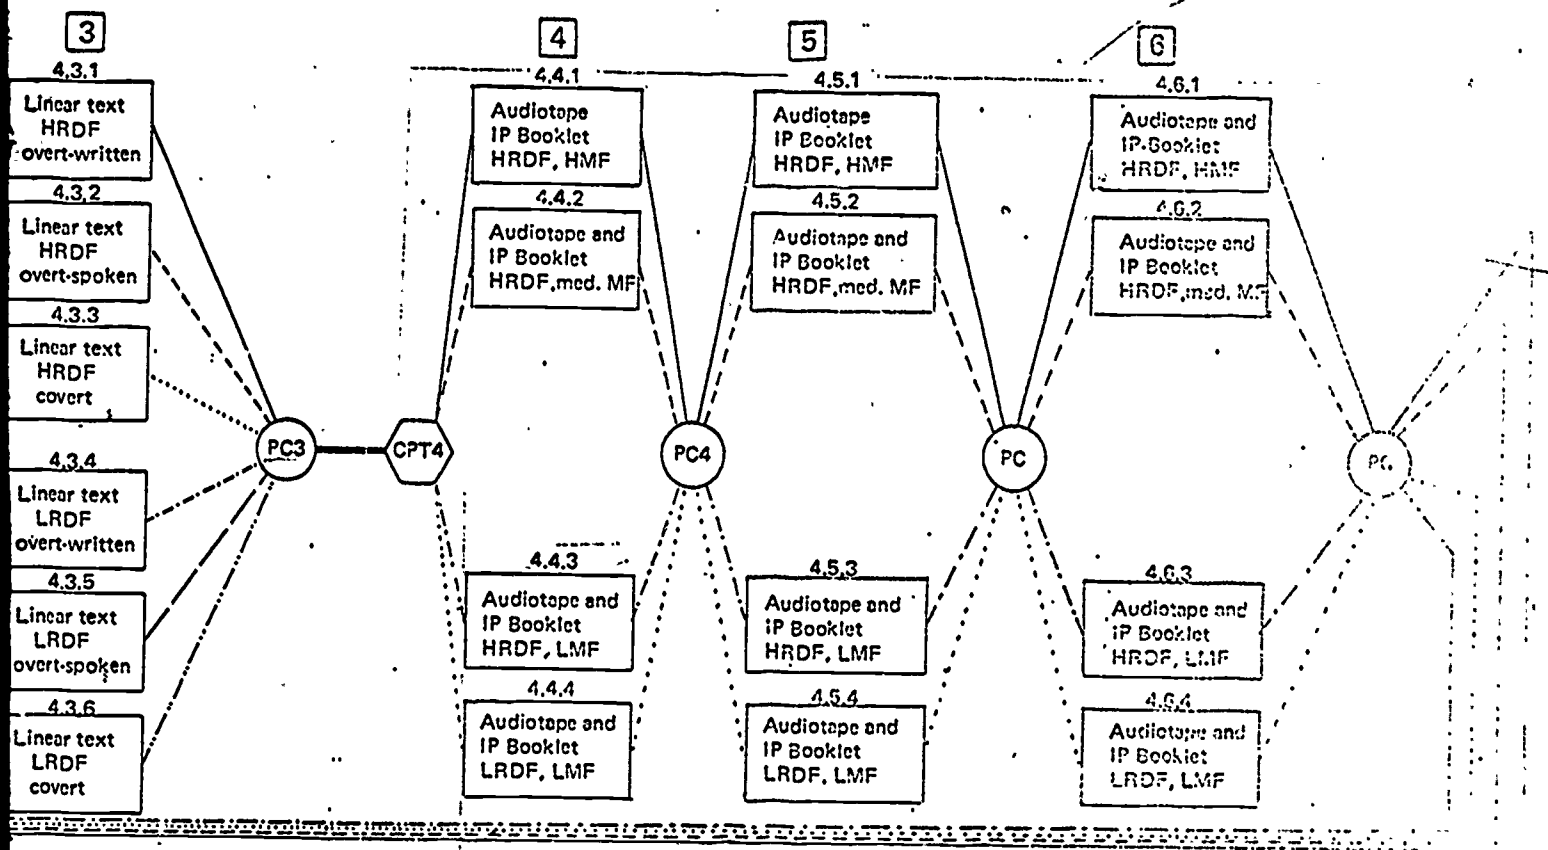 3
4.3.1
Linear text
HRDF
overt-written
4.3.2
Linear text
HRDF
overt-spoken
4.3.3
Linear text
HRDF
covert
4.3.4
Linear text
LRDF
overt-written
4.3.5
Linear text
LRDF
overt-spoken
4.3.6
Linear text
LRDF
covert
PC3
CPT4
4
4.4.1
Audiotape
IP Booklet
HRDF, HMF
4.4.2
Audiotape and
IP Booklet
HRDF, med. MF
4.4.3
Audiotape and
IP Booklet
HRDF, LMF
4.4.4
Audiotape and
IP Booklet
LRDF, LMF
PC4
5
4.5.1
Audiotape
IP Booklet
HRDF, HMF
4.5.2
Audiotape and
IP Booklet
HRDF, med. MF
4.5.3
Audiotape and
IP Booklet
HRDF, LMF
4.5.4
Audiotape and
IP Booklet
LRDF, LMF
PC
6
4.6.1
Audiotape and
IP-Booklet
HRDF, HMF
4.6.2
Audiotape and
IP Booklet
HRDF, med. MF
4.6.3
Audiotape and
IP Booklet
HRDF, LMF
4.6.4
Audiotape and
IP Booklet
LRDF, LMF